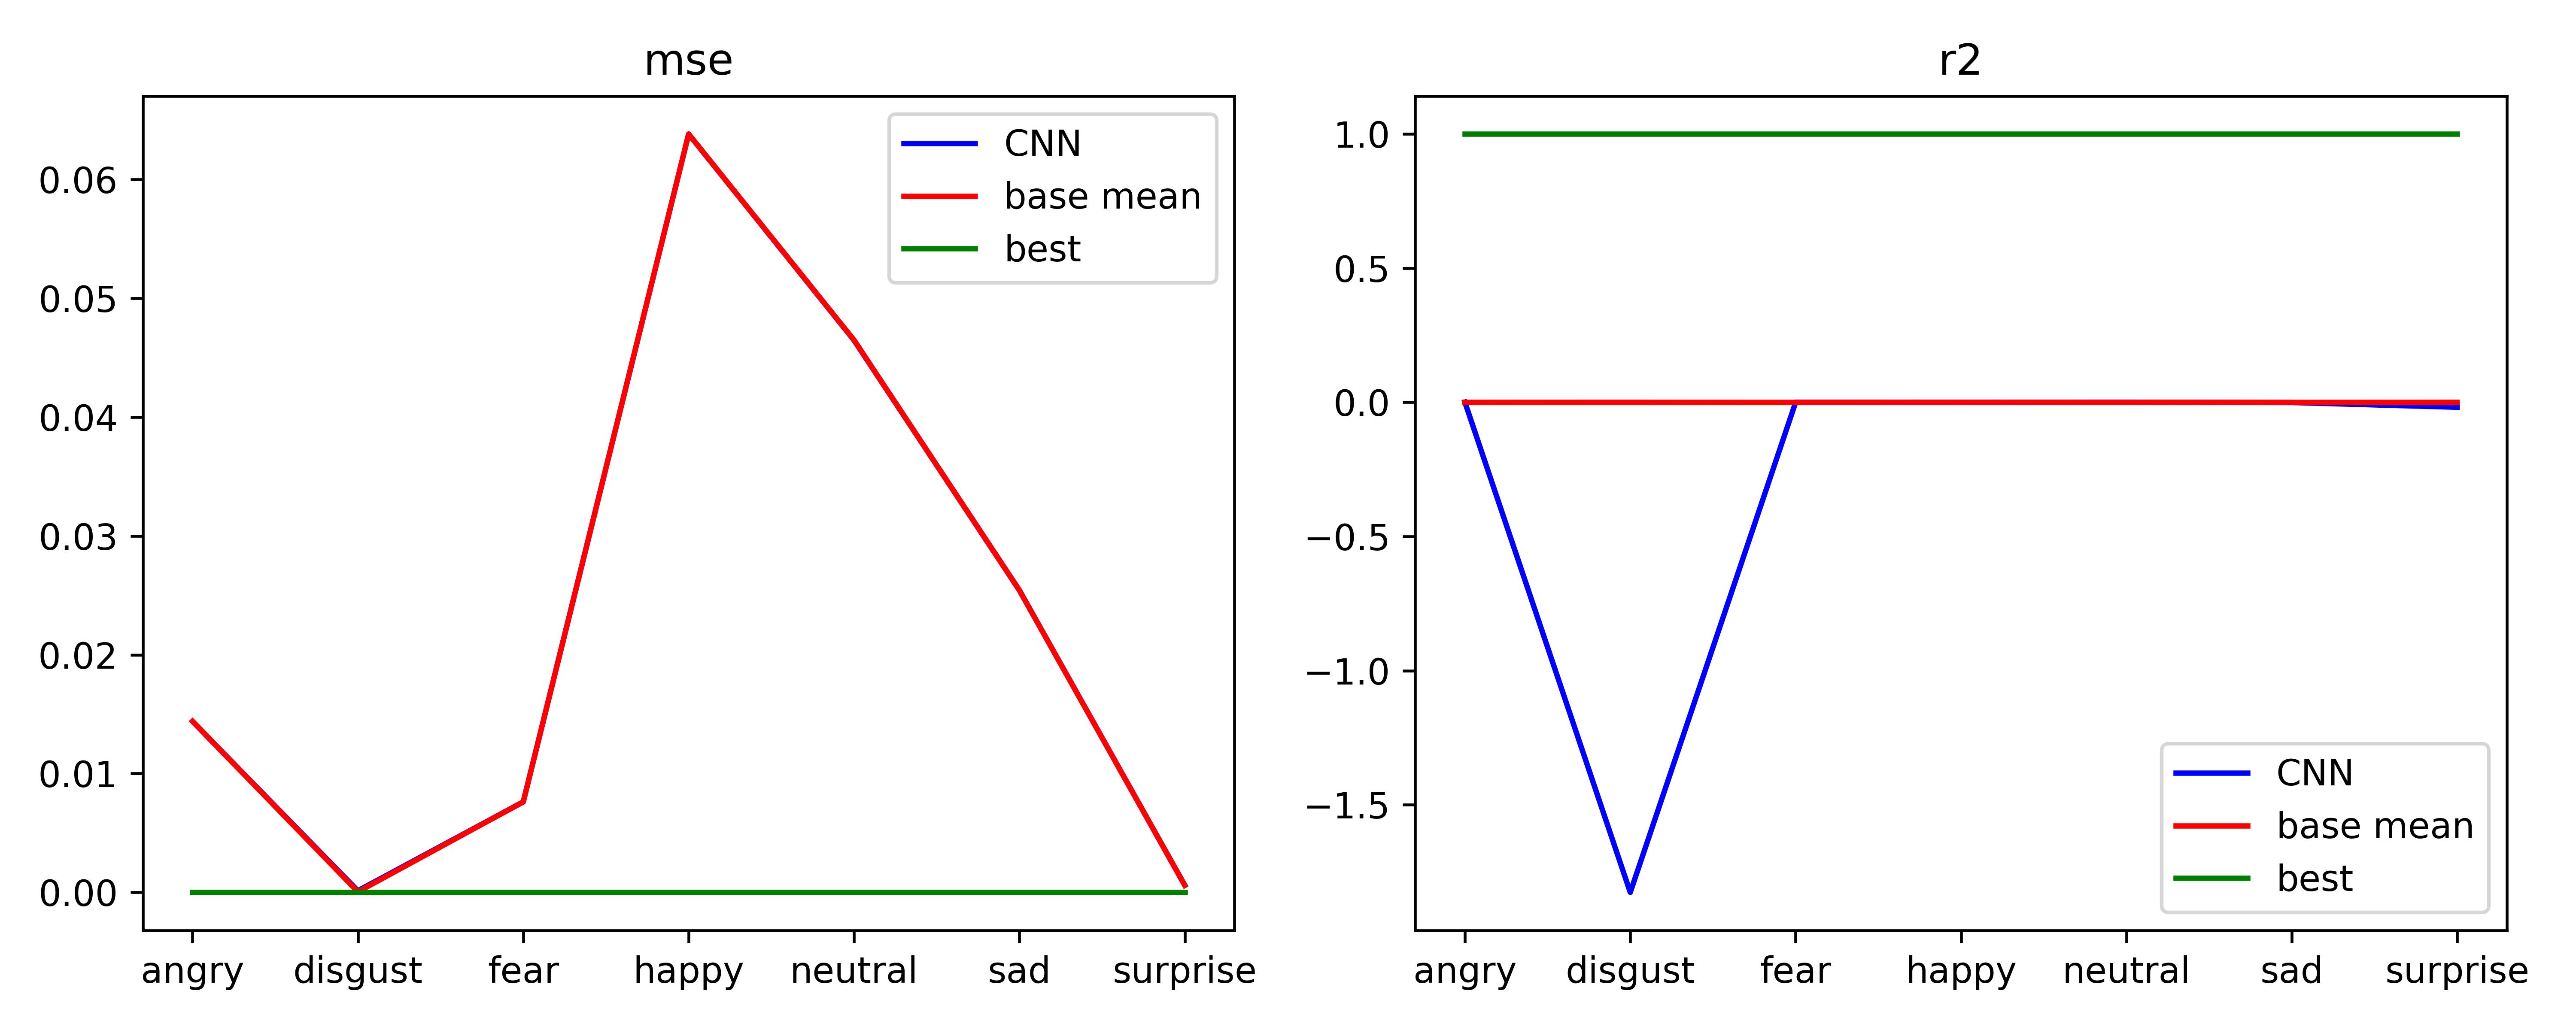 mse
0.06
0.05
0.04
0.03
0.02
0.01
0.00
angry disgust fear happy neutral sad surprise
CNN
base mean
best
r2
1.0
0.5
0.0
−0.5
−1.0
−1.5
angry disgust fear happy neutral sad surprise
CNN
base mean
best